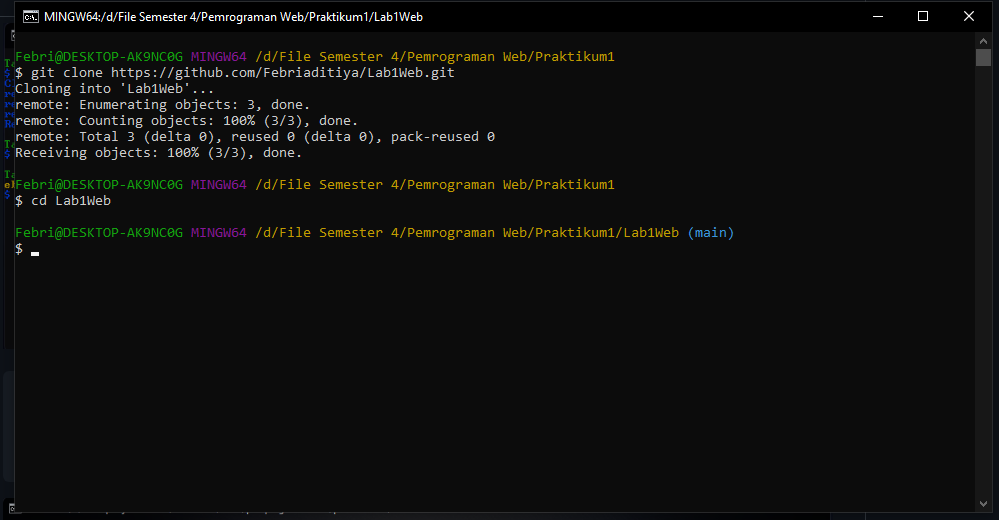 MINGW64:/d/File Semester 4/Pemrograman Web/Praktikum1/Lab1Web
Febri@DESKTOP-AK9NC0G MINGW64 /d/File Semester 4/Pemrograman Web/Praktikum1
$ git clone https://github.com/Febriaditiya/Lab1Web.git
Cloning into 'Lab1Web'...
remote: Enumerating objects: 3, done.
remote: Counting objects: 100% (3/3), done.
remote: Total 3 (delta 0), reused 0 (delta 0), pack-reused 0
Receiving objects: 100% (3/3), done.
Febri@DESKTOP-AK9NC0G MINGW64 /d/File Semester 4/Pemrograman Web/Praktikum1
$ cd Lab1Web
Febri@DESKTOP-AK9NC0G MINGW64 /d/File Semester 4/Pemrograman Web/Praktikum1/Lab1Web (main)
$